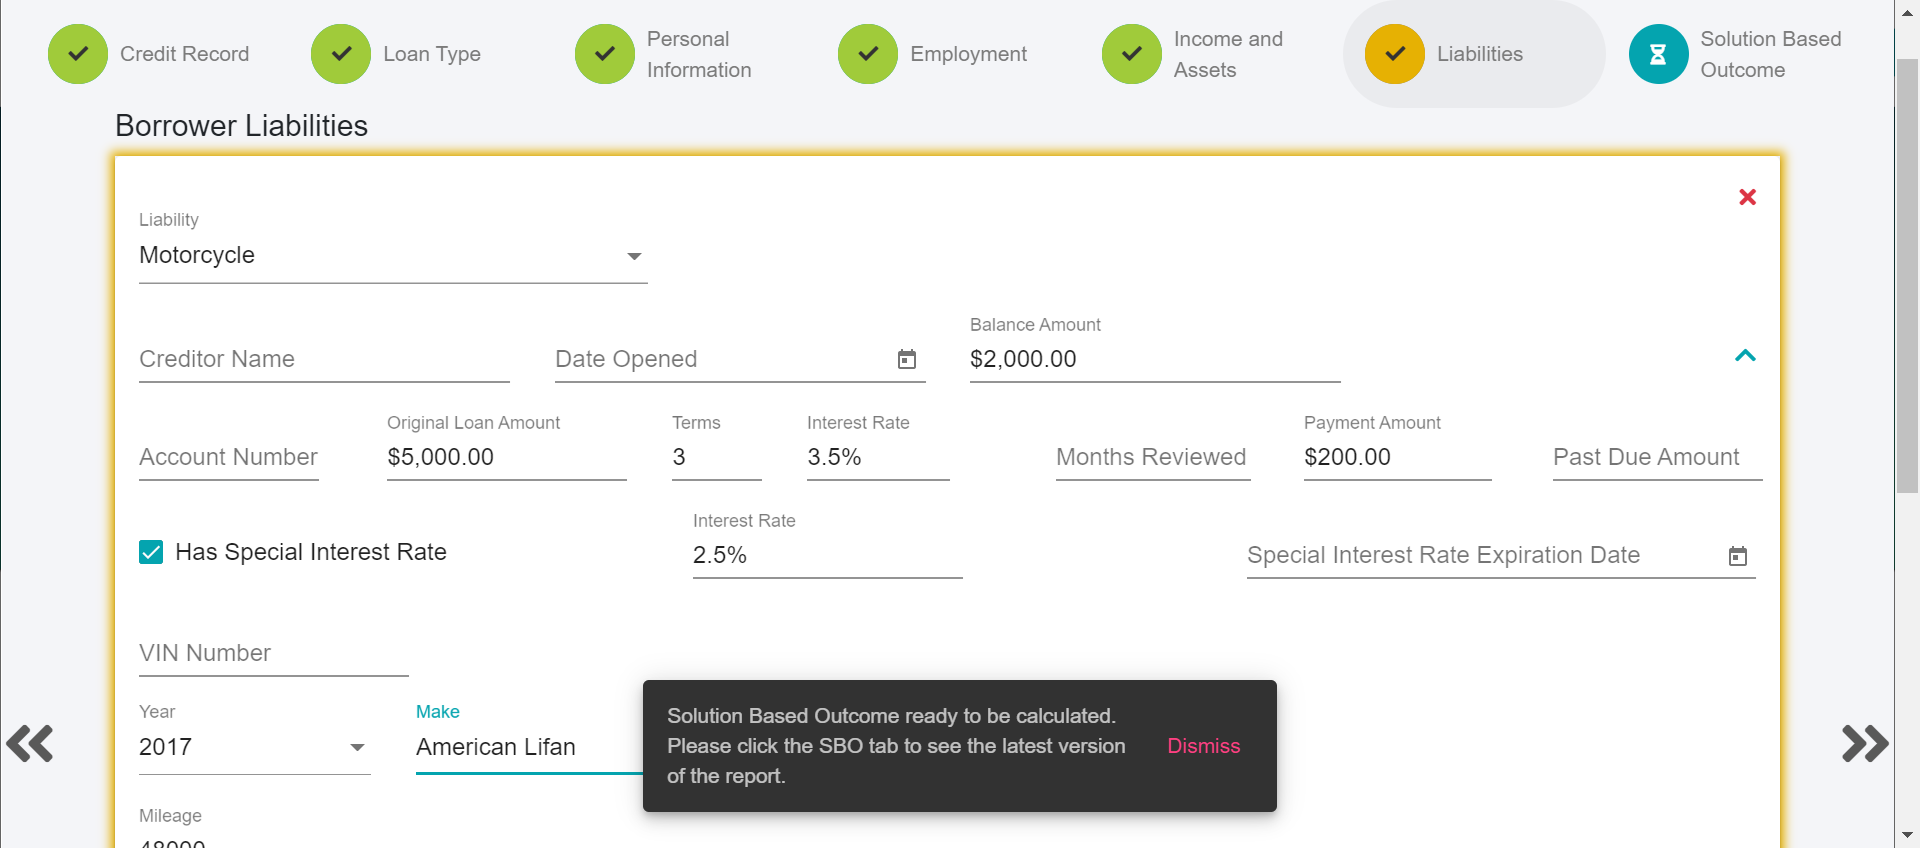 Credit Record
Loan Type
Personal
Information
Employment
Income and
Assets
Liabilities
Solution Based
Outcome
Borrower Liabilities
Liability
Motorcycle
Creditor Name
Date Opened
Balance Amount
$2,000.00
Account Number
Original Loan Amount
$5,000.00
Terms
3
Interest Rate
3.5%
Months Reviewed
Payment Amount
$200.00
Past Due Amount
Has Special Interest Rate
Interest Rate
2.5%
Special Interest Rate Expiration Date
VIN Number
Year
2017
Make
American Lifan
Solution Based Outcome ready to be calculated.
Please click the SBO tab to see the latest version
of the report.
Dismiss
Mileage
48000